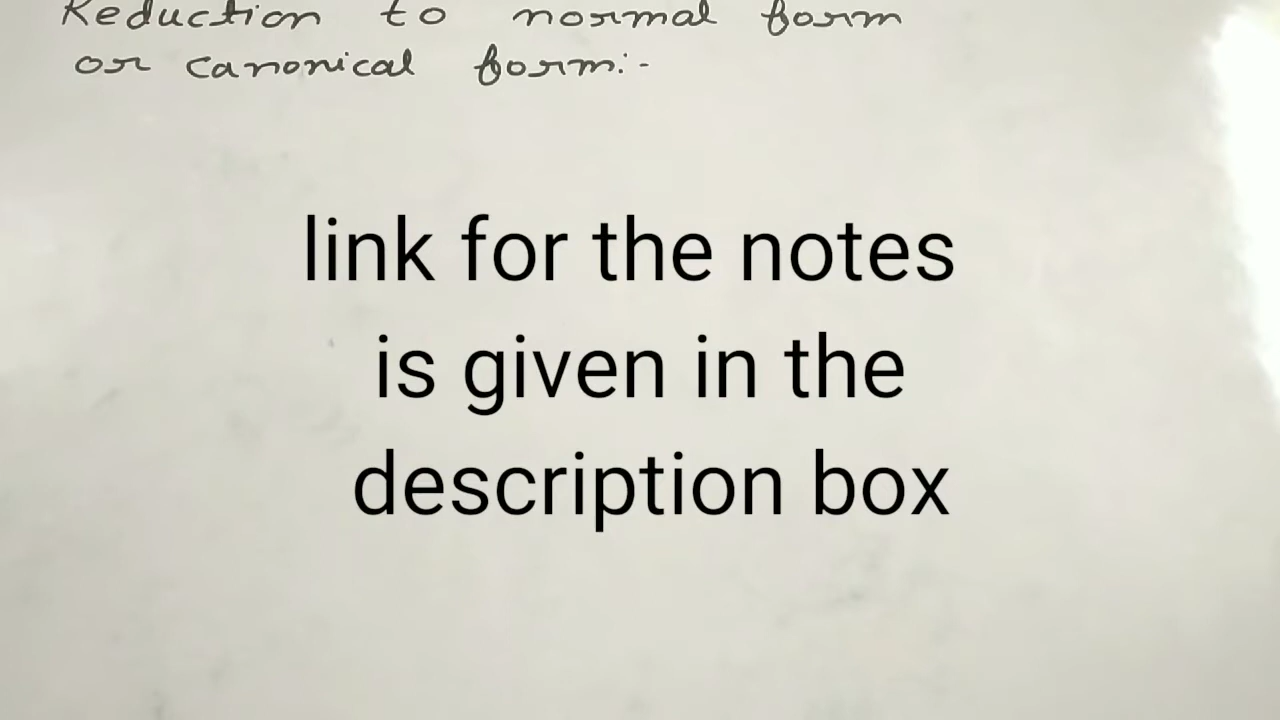 Reduction to normal form
or canonical form:-
link for the notes
is given in the
description box